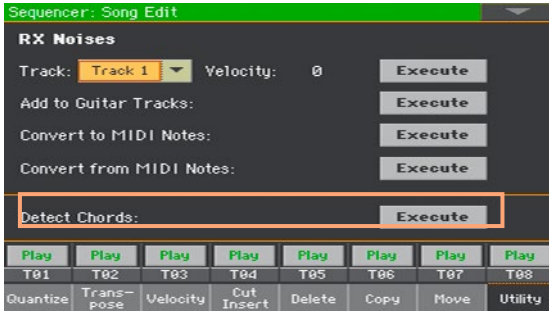 Sequencer: Song Edit
RX Noises
Track: Track 1 Velocity: 0 Execute
Add to Guitar Tracks: Execute
Convert to MIDI Notes: Execute
Convert from MIDI Notes: Execute
Detect Chords: Execute
Play Play Play Play Play Play Play Play
T01 T02 T03 T04 T05 T06 T07 T08
Quantize Trans-pose Velocity Cut Insert Delete Copy Move Utility